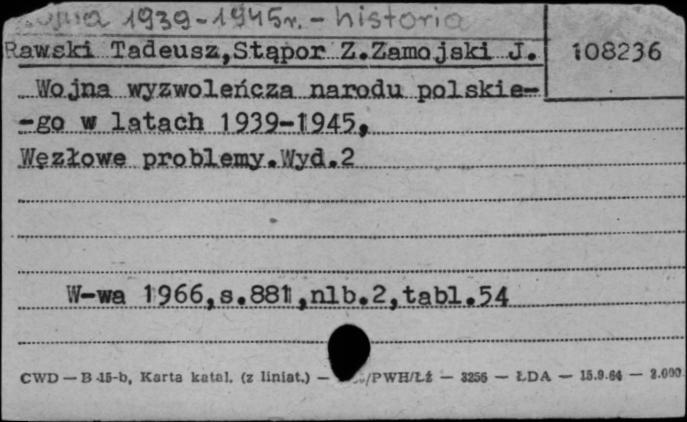 Wojna 1939-1945r. - historia
Rawski Tadeusz,Stąpor Z.Zamojski J.
108236
Wojna wyzwoleńcza narodu polskie-
-go w latach 1939-1945,
Węzłowe problemy.Wyd.2
W-wa 1966,s.881,nlb.2,tabl.54
CWD — B-15-b, Karta katal. (z liniat.) — /PWH/Łź — 3256 — ŁDA — 15.9.64 — 2.000